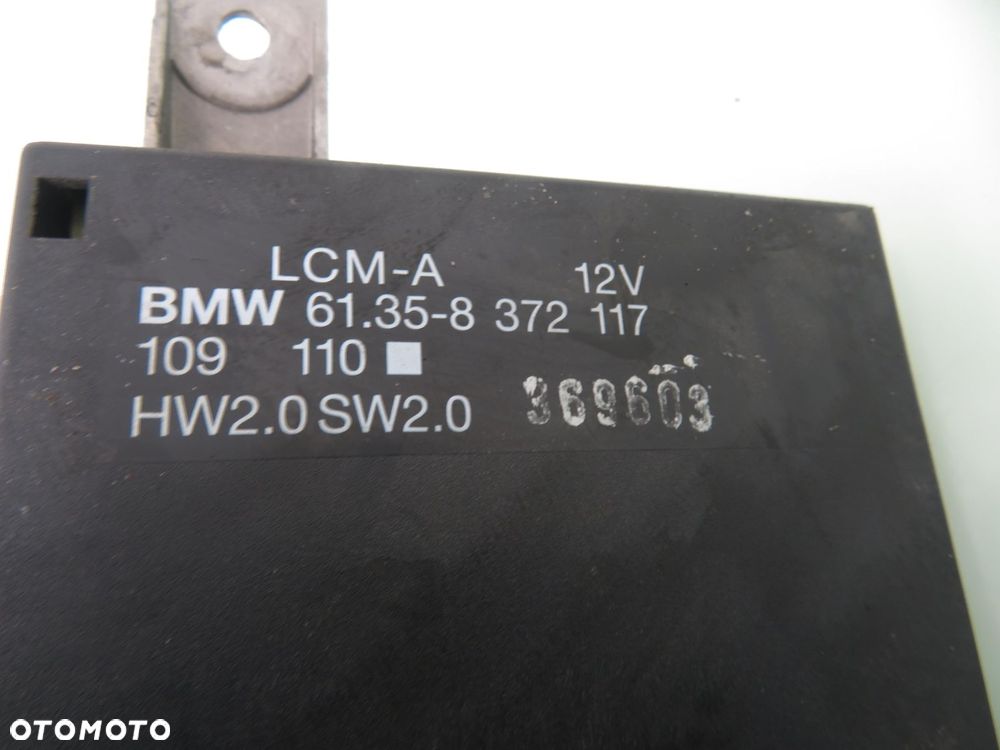 LCM-A 12V
BMW 61.35-8 372 117
109 110
HW2.0 SW2.0 369603
OTOMOTO